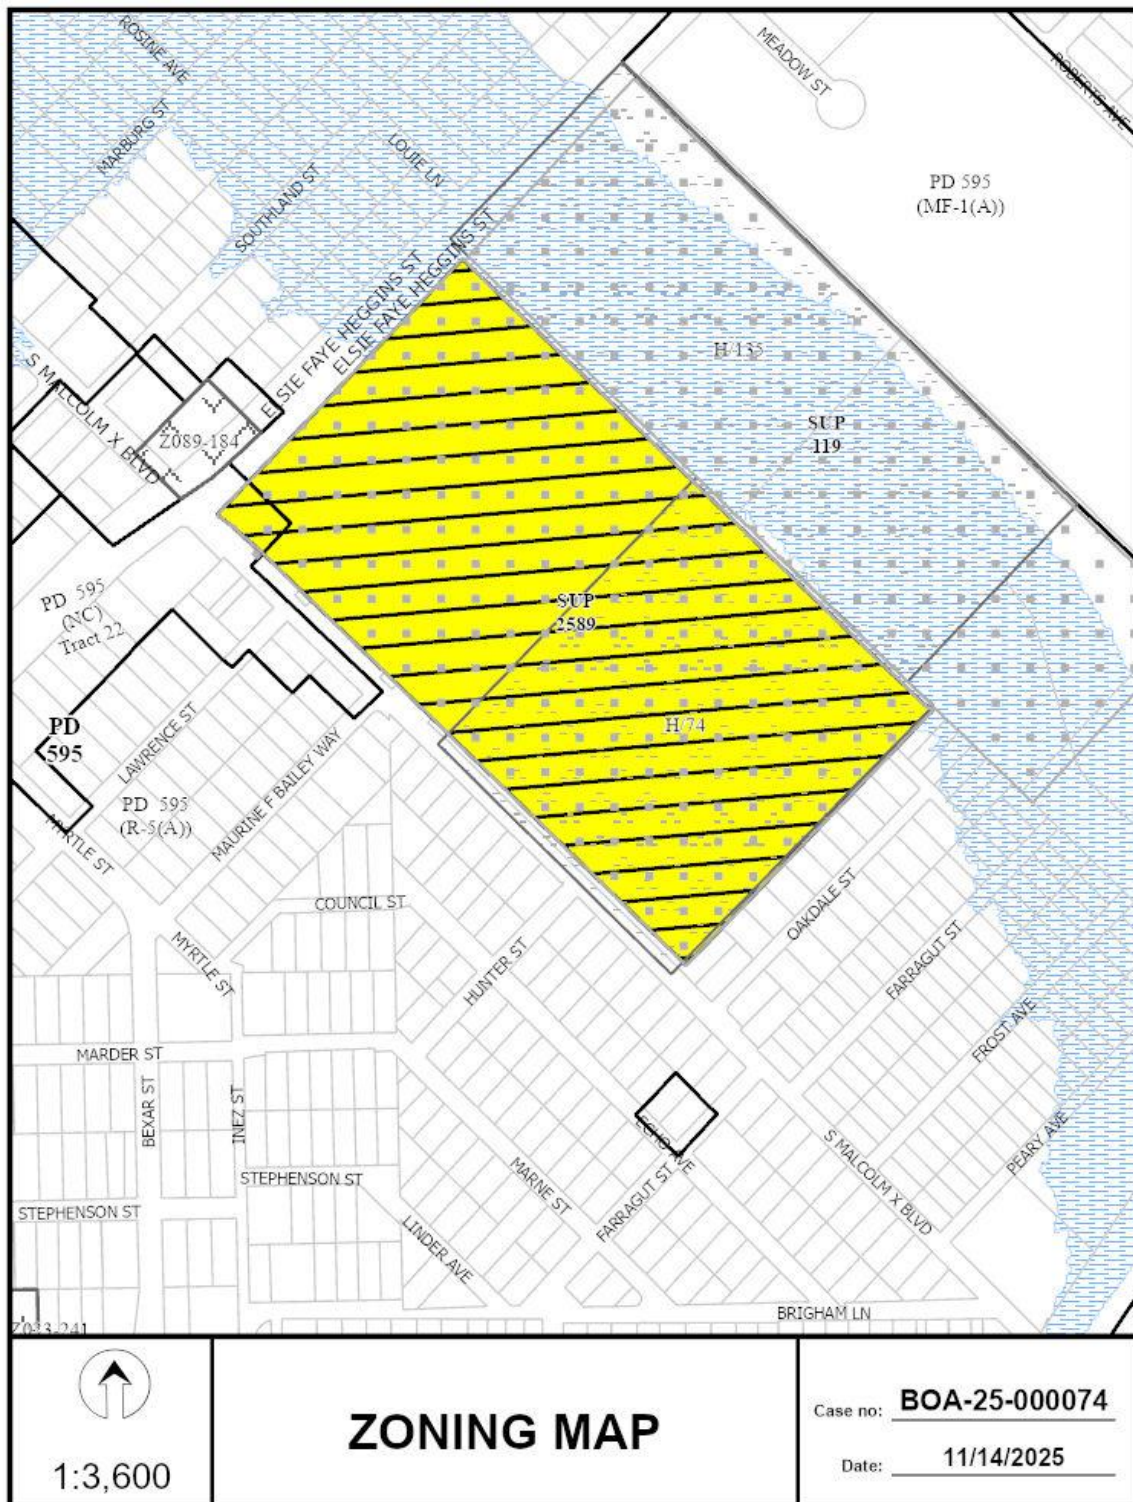 ROSINE AVE
MEADOW ST
ROBERTS AVE
MARBURG ST
LOUIE LN
SOUTHLAND ST
PD 595
(MF-1(A))
ELSIE FAYE HEGGINS ST
ELSIE FAYE HEGGINS ST
H/135
S MALCOLM X BLVD
SUP
119
Z089-184
PD 595
(NC)
Tract 22
SUP
2589
PD
595
LAWRENCE ST
H/74
MAURINE F BAILEY WAY
PD 595
(R-5(A))
MYRTLE ST
COUNCIL ST
OAKDALE ST
MYRTLE ST
HUNTER ST
FARRAGUT ST
FROST AVE
MARDER ST
BEXAR ST
INEZ ST
ECHO AVE
PEARY AVE
S MALCOLM X BLVD
STEPHENSON ST
MARNE ST
FARRAGUT ST
STEPHENSON ST
LINDER AVE
BRIGHAM LN
Z033-241
1:3,600
ZONING MAP
Case no: BOA-25-000074
Date: 11/14/2025